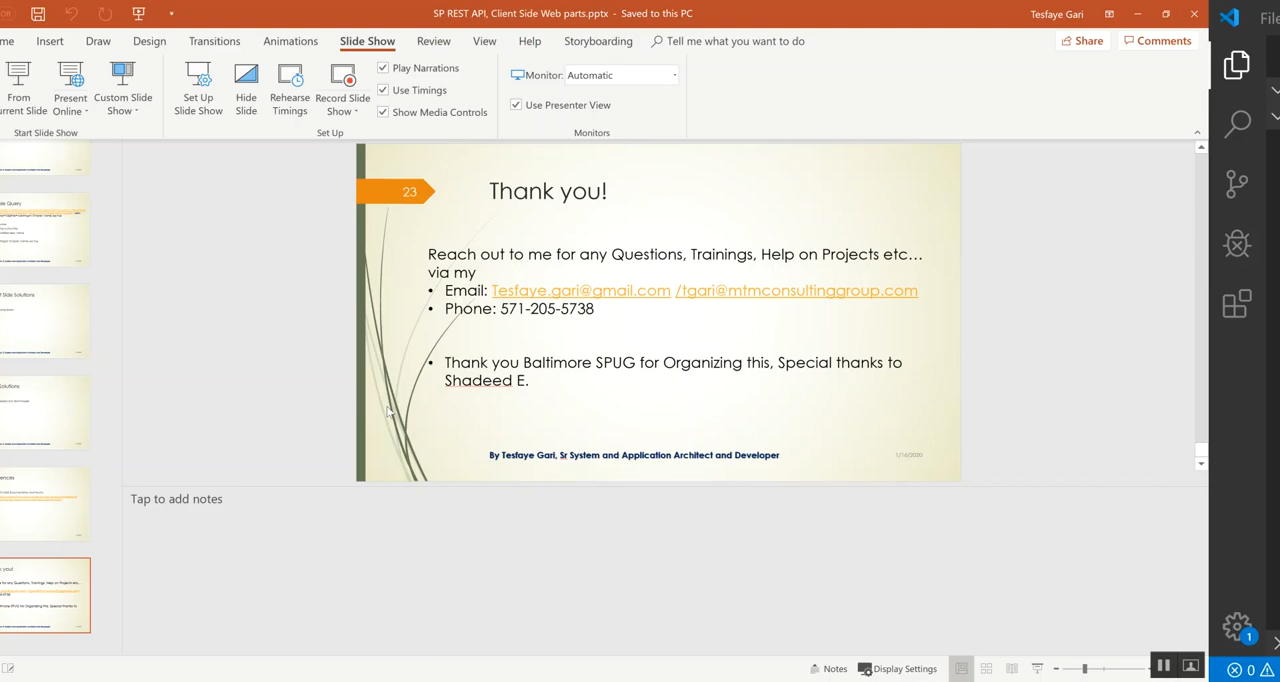 SP REST API, Client Side Web parts.pptx - Saved to this PC
Tesfaye Gari
File
Insert Draw Design Transitions Animations Slide Show Review View Help Storyboarding Tell me what you want to do
Share Comments
From
Present Online
Custom Slide Show
Start Slide Show
Set Up Slide Show
Hide Slide
Rehearse Timings
Record Slide Show
Play Narrations
Use Timings
Show Media Controls
Set Up
Monitor: Automatic
Use Presenter View
Monitors
23
Thank you!
Reach out to me for any Questions, Trainings, Help on Projects etc…
via my
• Email: Tesfaye.gari@gmail.com /tgari@mtmconsultinggroup.com
• Phone: 571-205-5738
• Thank you Baltimore SPUG for Organizing this, Special thanks to
Shadeed E.
By Tesfaye Gari, Sr System and Application Architect and Developer
1/16/2020
Tap to add notes
Notes Display Settings
1
0